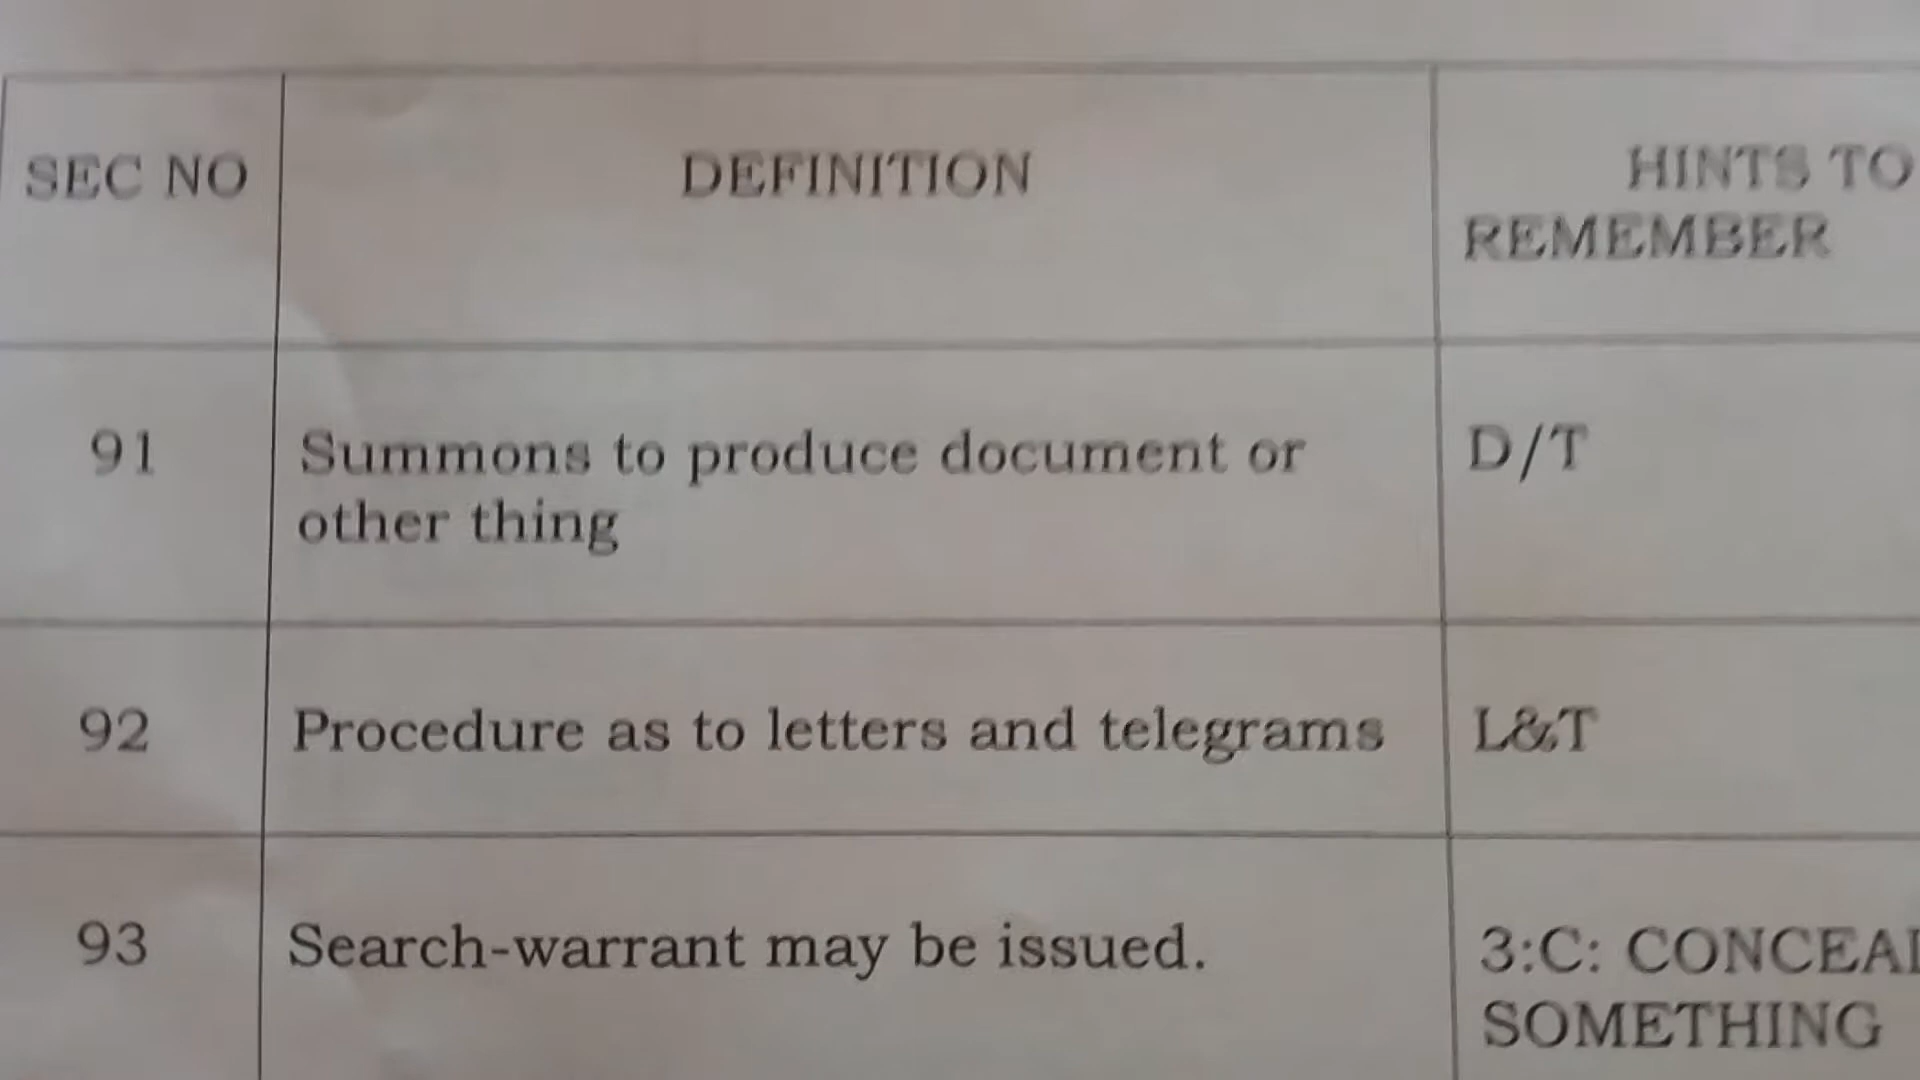 SEC NO
DEFINITION
HINTS TO
REMEMBER
91
Summons to produce document or
other thing
D/T
92
Procedure as to letters and telegrams
L&T
93
Search-warrant may be issued.
3:C: CONCEAL
SOMETHING